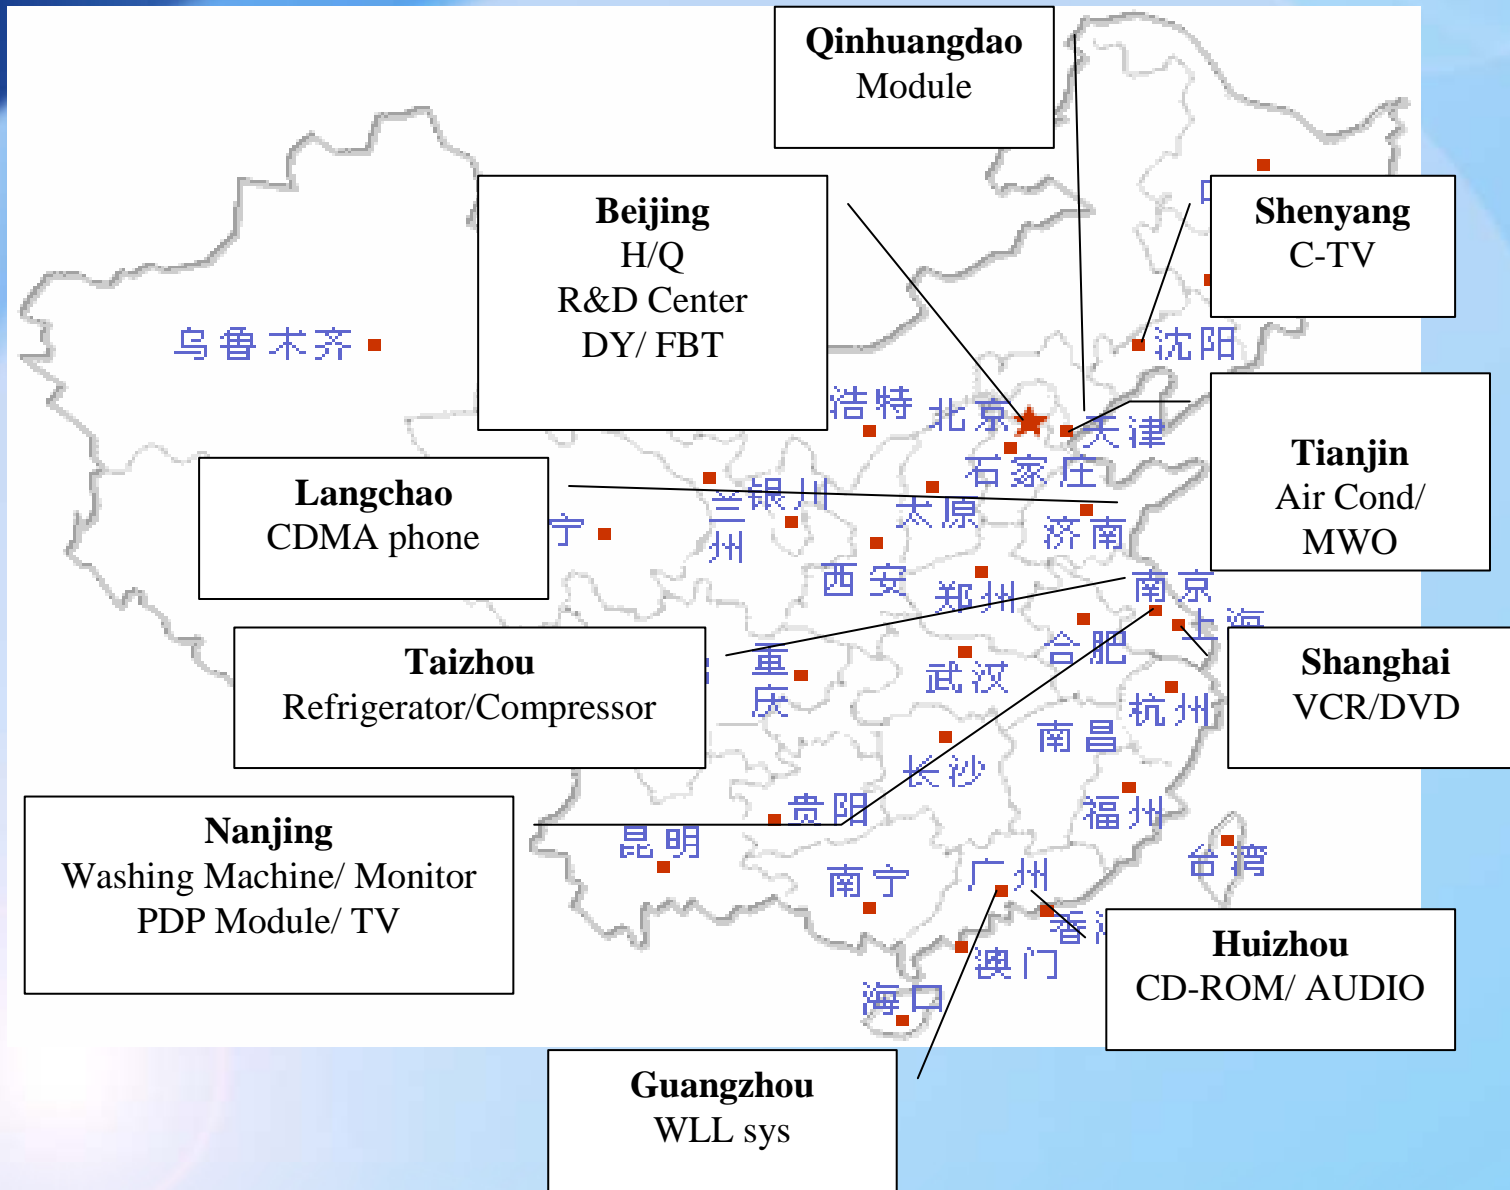 Qinhuangdao
Module
Beijing
H/Q
R&D Center
DY/ FBT
Shenyang
C-TV
乌鲁木齐
沈阳
浩特
北京
天津
石家庄
Tianjin
Air Cond/
MWO
Langchao
CDMA phone
宁
兰州
银川
太原
济南
西安
郑州
南京
上海
合肥
Taizhou
Refrigerator/Compressor
重庆
武汉
杭州
Shanghai
VCR/DVD
南昌
长沙
Nanjing
Washing Machine/ Monitor
PDP Module/ TV
贵阳
福州
昆明
南宁
广州
台湾
香
澳门
海口
Huizhou
CD-ROM/ AUDIO
Guangzhou
WLL sys